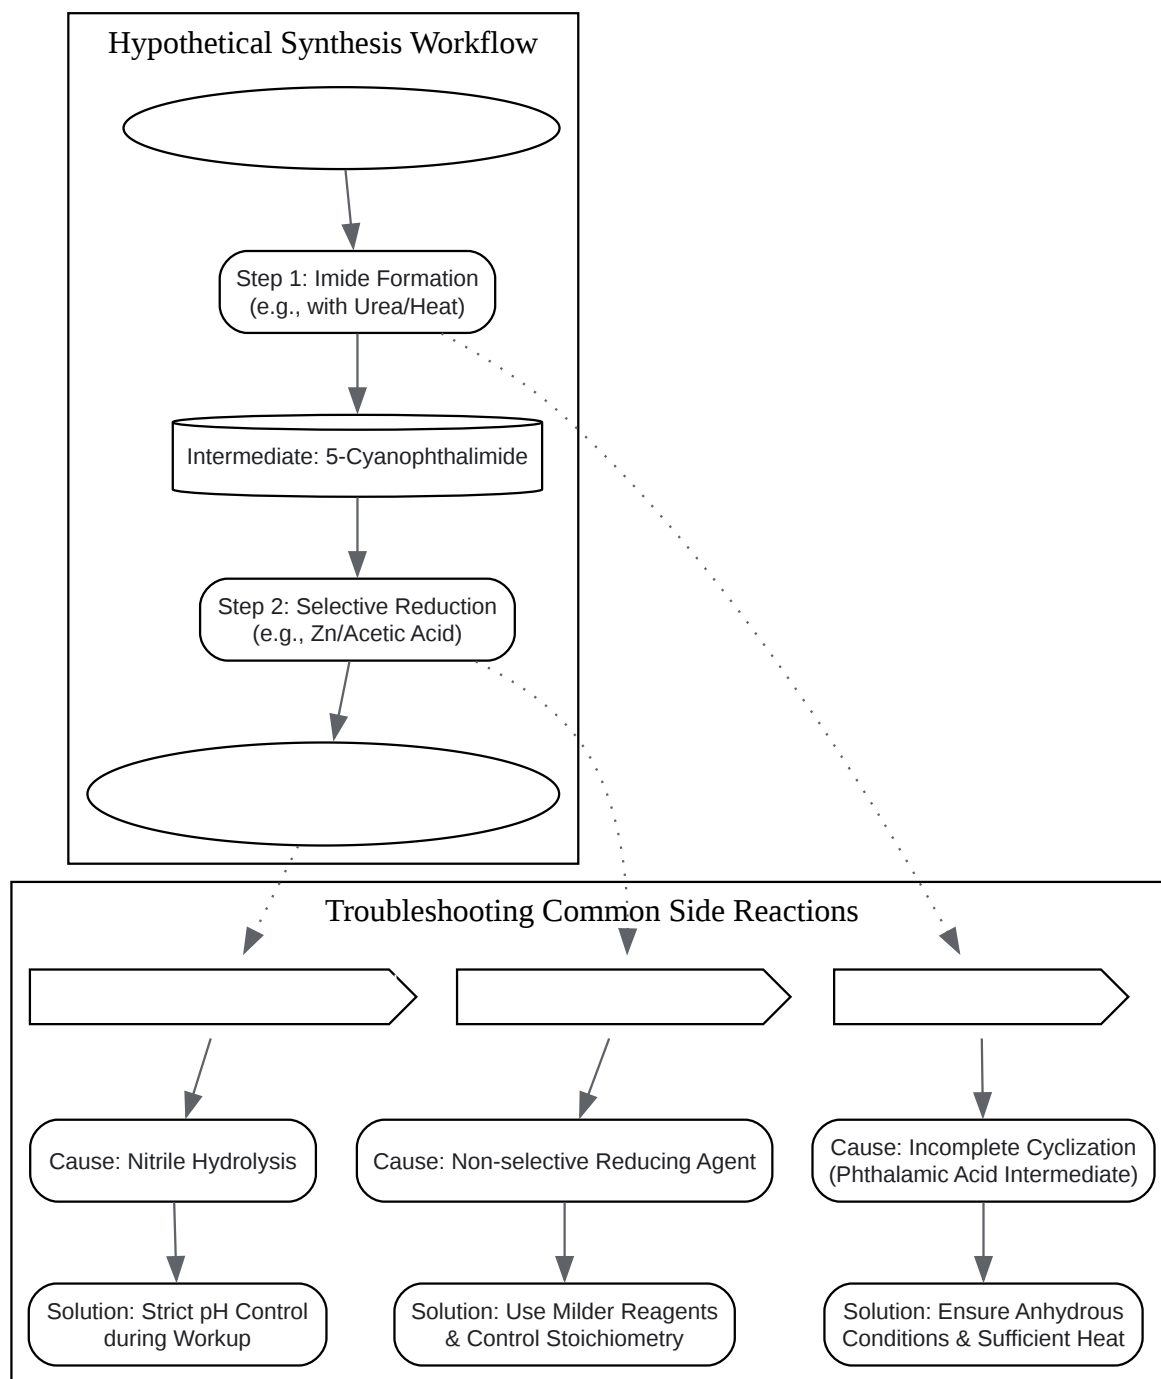 Hypothetical Synthesis Workflow
Step 1: Imide Formation
(e.g., with Urea/Heat)
Intermediate: 5-Cyanophthalimide
Step 2: Selective Reduction
(e.g., Zn/Acetic Acid)
Troubleshooting Common Side Reactions
Cause: Nitrile Hydrolysis
Cause: Non-selective Reducing Agent
Cause: Incomplete Cyclization
(Phthalamic Acid Intermediate)
Solution: Strict pH Control
during Workup
Solution: Use Milder Reagents
& Control Stoichiometry
Solution: Ensure Anhydrous
Conditions & Sufficient Heat